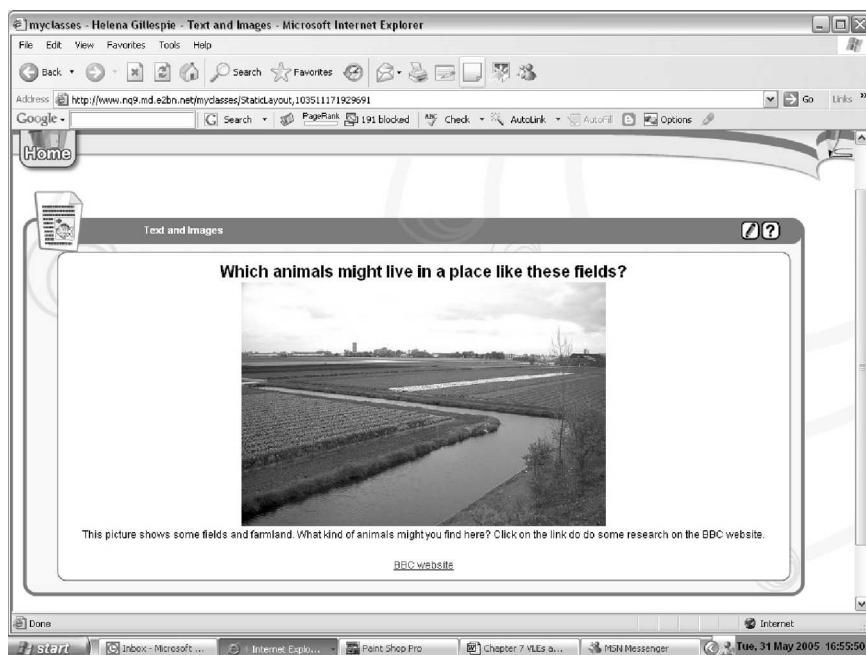 myclasses - Helena Gillespie - Text and Images - Microsoft Internet Explorer
File Edit View Favorites Tools Help
Back Search Favorites
Address http://www.nq9.md.e2bn.net/myclasses/StaticLayout,103511171929691 Go Links »
Google Search PageRank 191 blocked ABC Check AutoLink AutoFill Options
Home
Text and Images ?
Which animals might live in a place like these fields?
This picture shows some fields and farmland. What kind of animals might you find here? Click on the link do do some research on the BBC website.
BBC website
Done Internet
start Inbox - Microsoft ... Internet Explo... Paint Shop Pro Chapter 7 VLEs a... MSN Messenger Tue, 31 May 2005 16:55:50